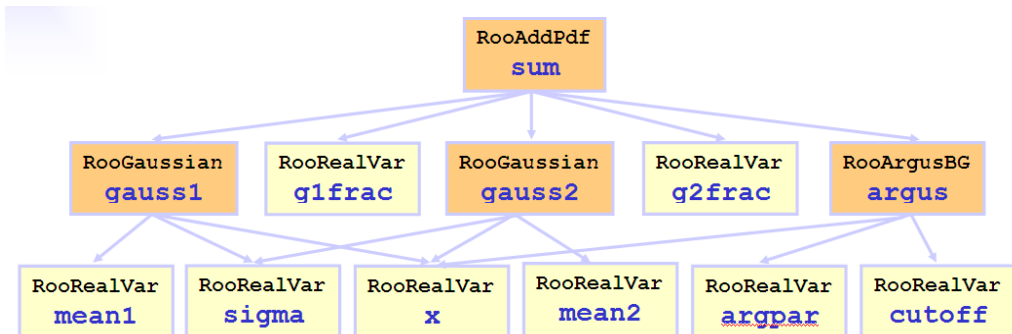 RooAddPdf
sum
RooGaussian
gauss1
RooRealVar
g1frac
RooGaussian
gauss2
RooRealVar
g2frac
RooArgusBG
argus
RooRealVar
mean1
RooRealVar
sigma
RooRealVar
x
RooRealVar
mean2
RooRealVar
argpar
RooRealVar
cutoff